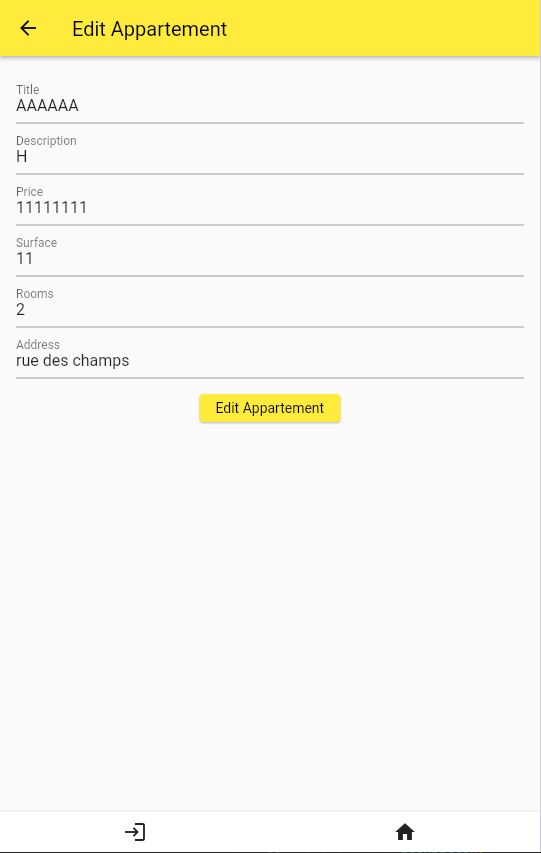 Edit Appartement
Title
AAAAAA
Description
H
Price
11111111
Surface
11
Rooms
2
Address
rue des champs
Edit Appartement